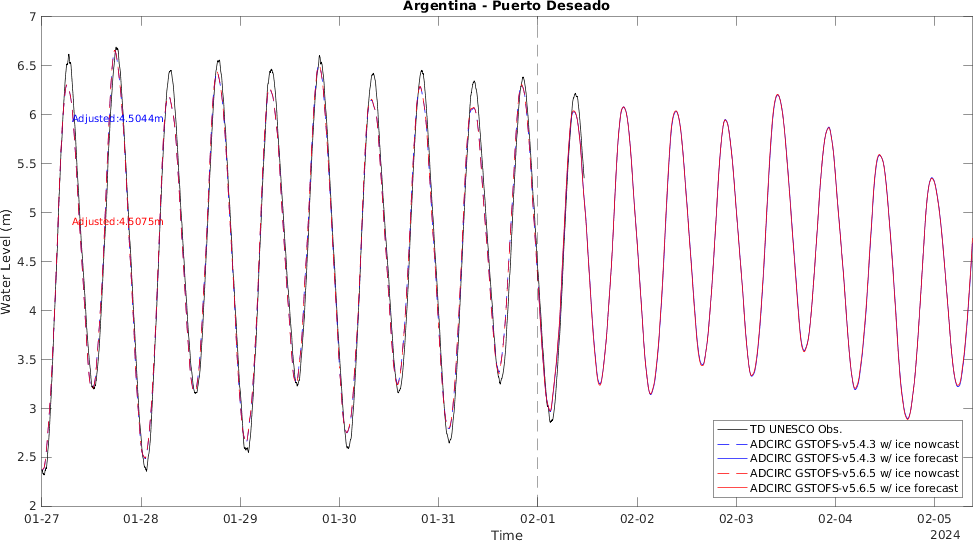 Argentina - Puerto Deseado
7
6.5
6
5.5
5
4.5
4
3.5
3
2.5
2
Water Level (m)
Adjusted:4.5044m
Adjusted:4.5075m
TD UNESCO Obs.
ADCIRC GSTOFS-v5.4.3 w/ ice nowcast
ADCIRC GSTOFS-v5.4.3 w/ ice forecast
ADCIRC GSTOFS-v5.6.5 w/ ice nowcast
ADCIRC GSTOFS-v5.6.5 w/ ice forecast
01-27 01-28 01-29 01-30 01-31 02-01 02-02 02-03 02-04 02-05
Time
2024